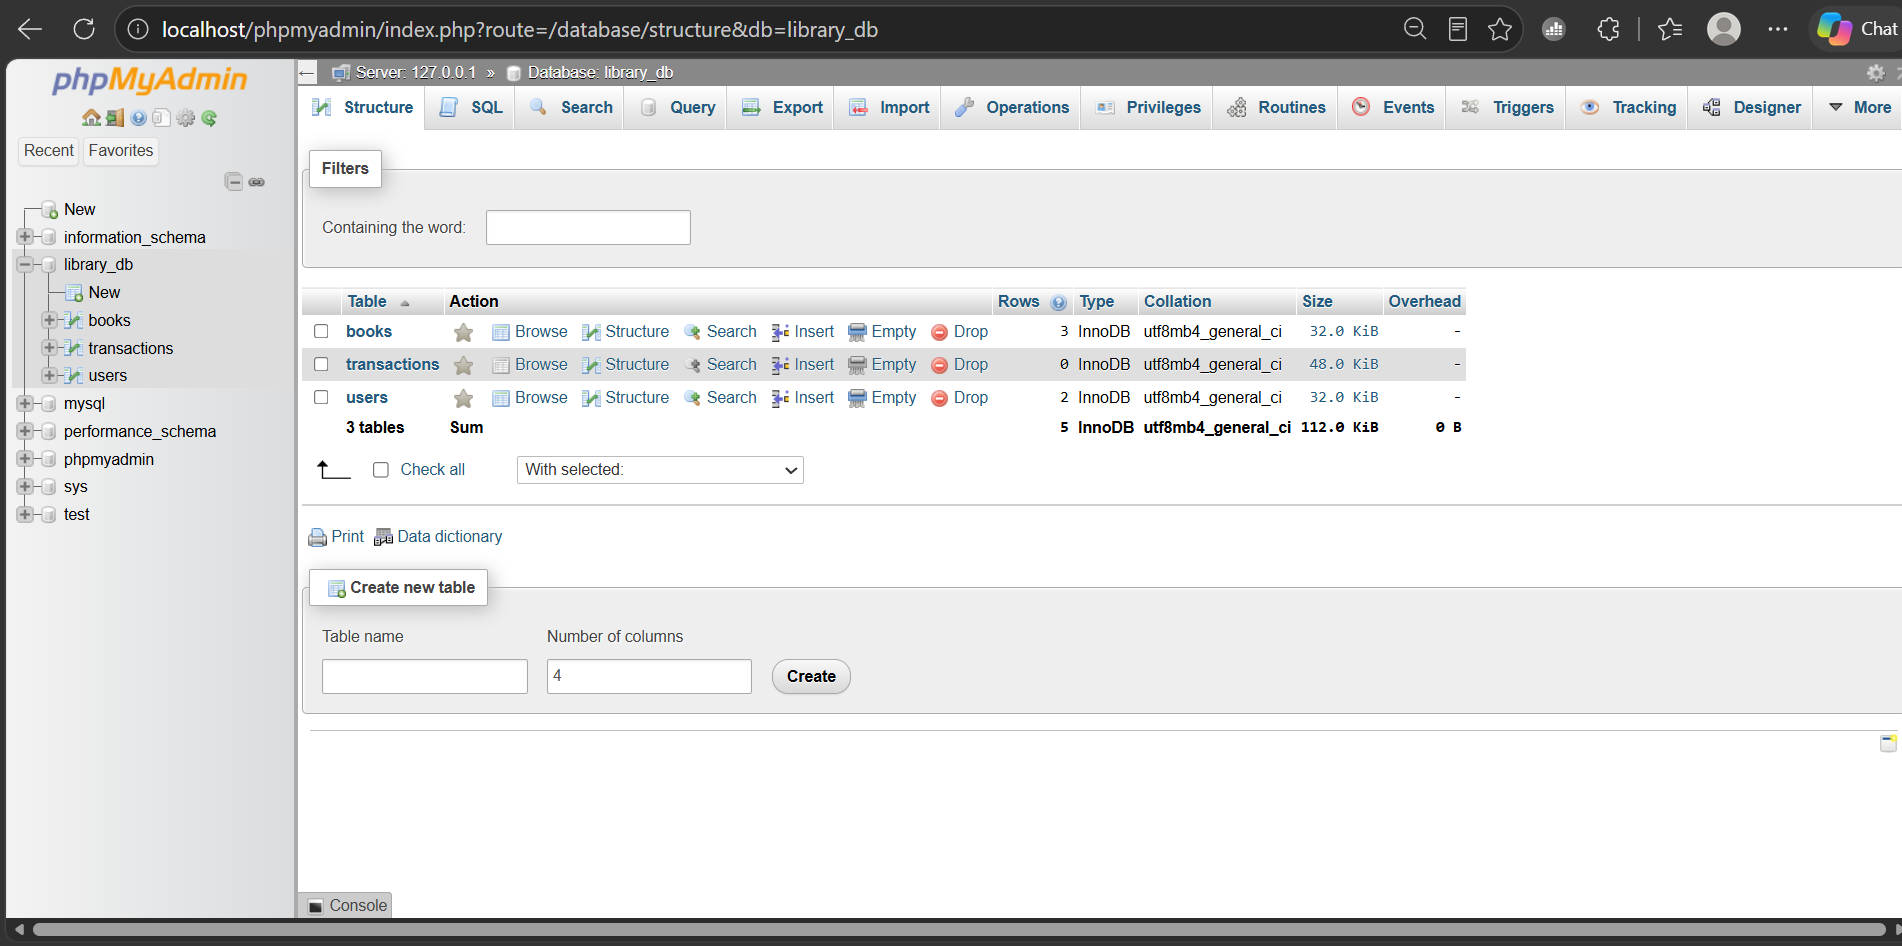 localhost/phpmyadmin/index.php?route=/database/structure&db=library_db
Chat
phpMyAdmin
Recent Favorites
New
information_schema
library_db
New
books
transactions
users
mysql
performance_schema
phpmyadmin
sys
test
Server: 127.0.0.1 » Database: library_db
Structure SQL Search Query Export Import Operations Privileges Routines Events Triggers Tracking Designer More
Filters
Containing the word:
Table Action Rows Type Collation Size Overhead
books Browse Structure Search Insert Empty Drop 3 InnoDB utf8mb4_general_ci 32.0 KiB -
transactions Browse Structure Search Insert Empty Drop 0 InnoDB utf8mb4_general_ci 48.0 KiB -
users Browse Structure Search Insert Empty Drop 2 InnoDB utf8mb4_general_ci 32.0 KiB -
3 tables Sum 5 InnoDB utf8mb4_general_ci 112.0 KiB 0 B
Check all With selected:
Print Data dictionary
Create new table
Table name Number of columns
4 Create
Console